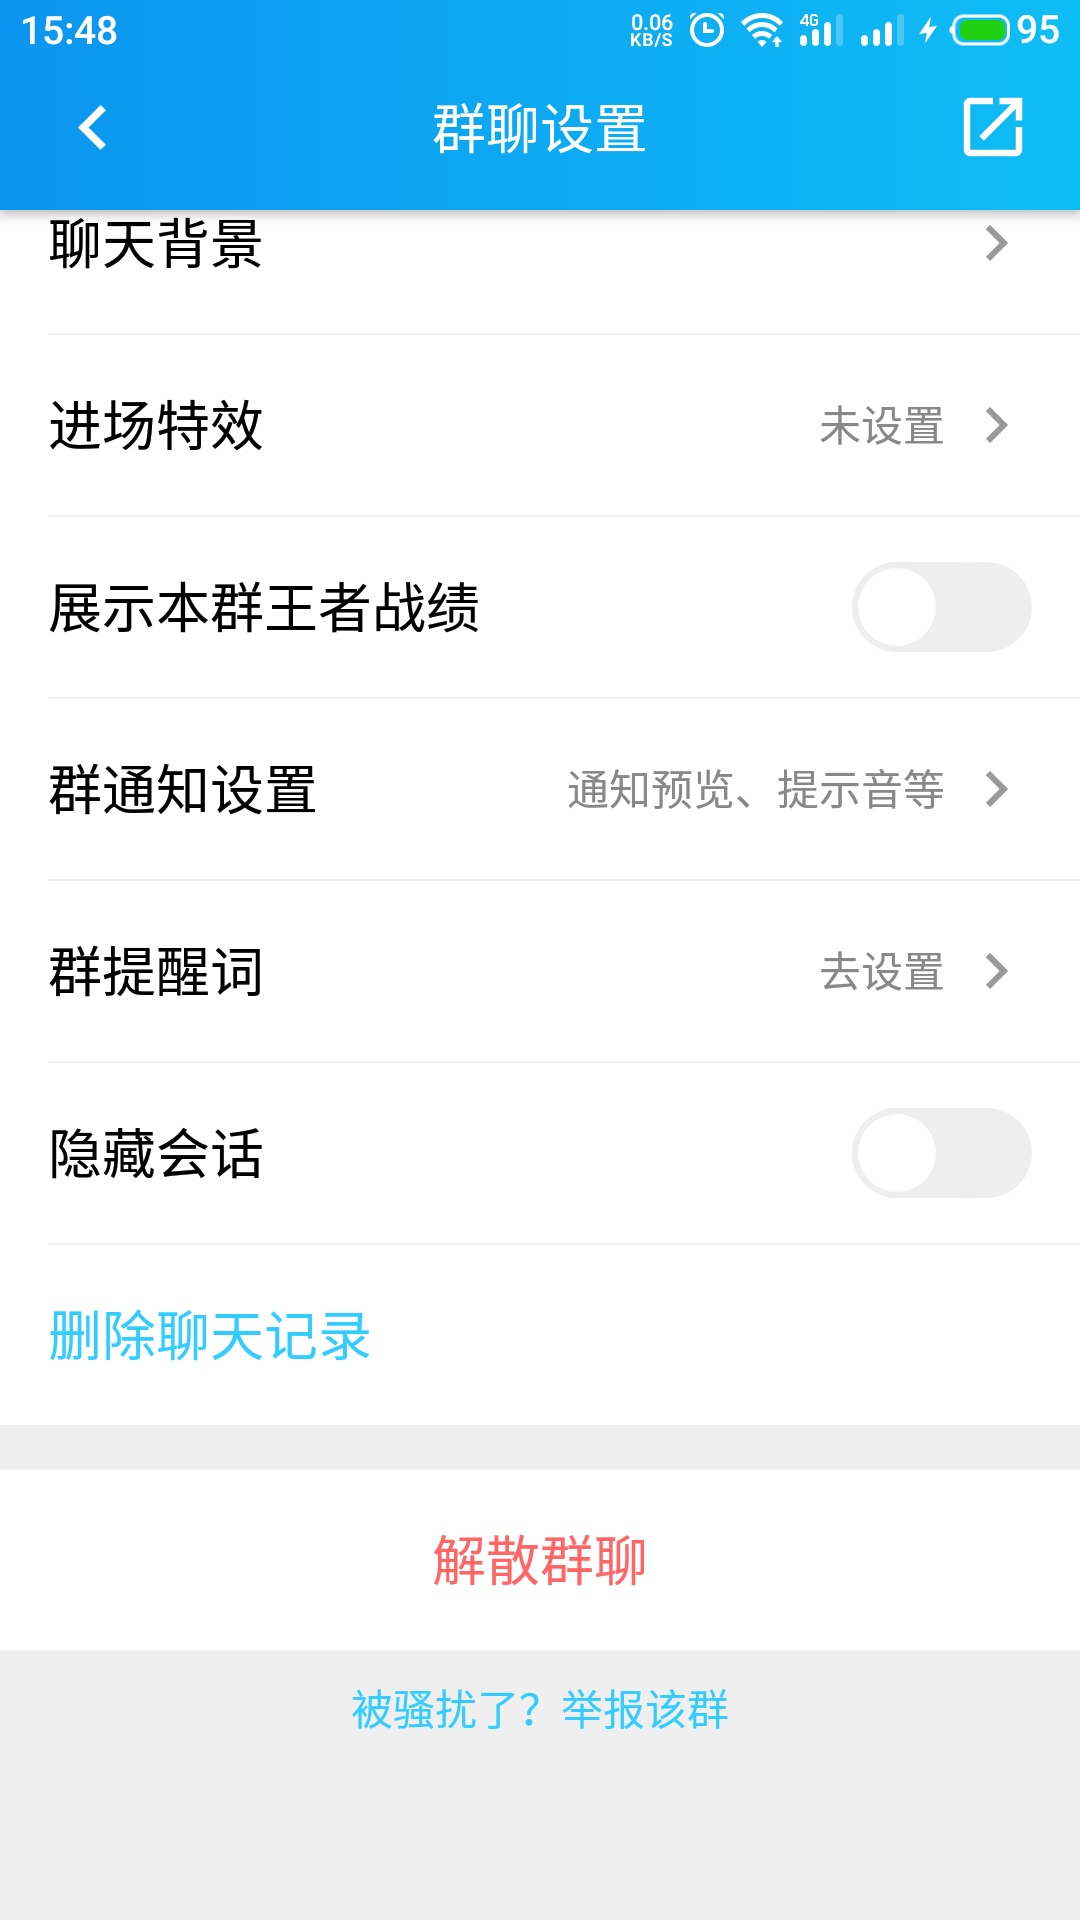 15:48
0.06 KB/S
4G
95
群聊设置
聊天背景
进场特效 未设置
展示本群王者战绩
群通知设置 通知预览、提示音等
群提醒词 去设置
隐藏会话
删除聊天记录
解散群聊
被骚扰了？举报该群